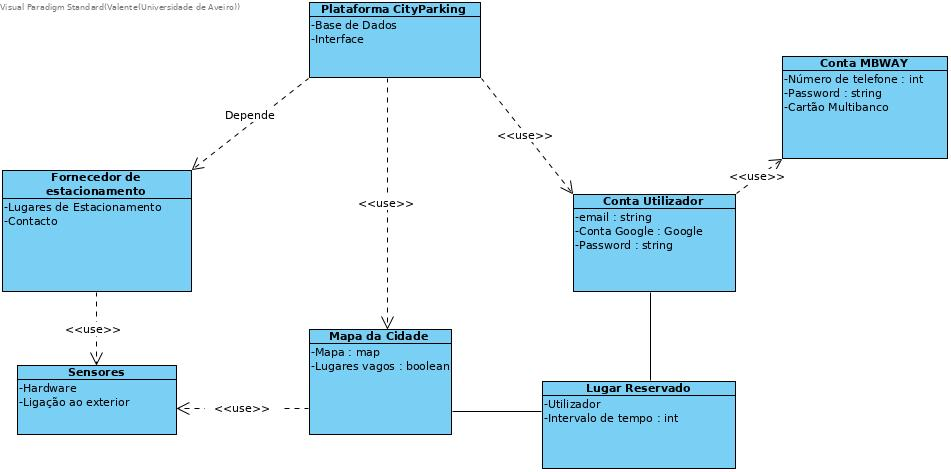 Visual Paradigm Standard(Valente(Universidade de Aveiro))
Plataforma CityParking
-Base de Dados
-Interface
Conta MBWAY
-Número de telefone : int
-Password : string
-Cartão Multibanco
Depende
<<use>>
<<use>>
Fornecedor de
estacionamento
-Lugares de Estacionamento
-Contacto
<<use>>
Conta Utilizador
-email : string
-Conta Google : Google
-Password : string
<<use>>
Mapa da Cidade
-Mapa : map
-Lugares vagos : boolean
Sensores
-Hardware
-Ligação ao exterior
<<use>>
Lugar Reservado
-Utilizador
-Intervalo de tempo : int